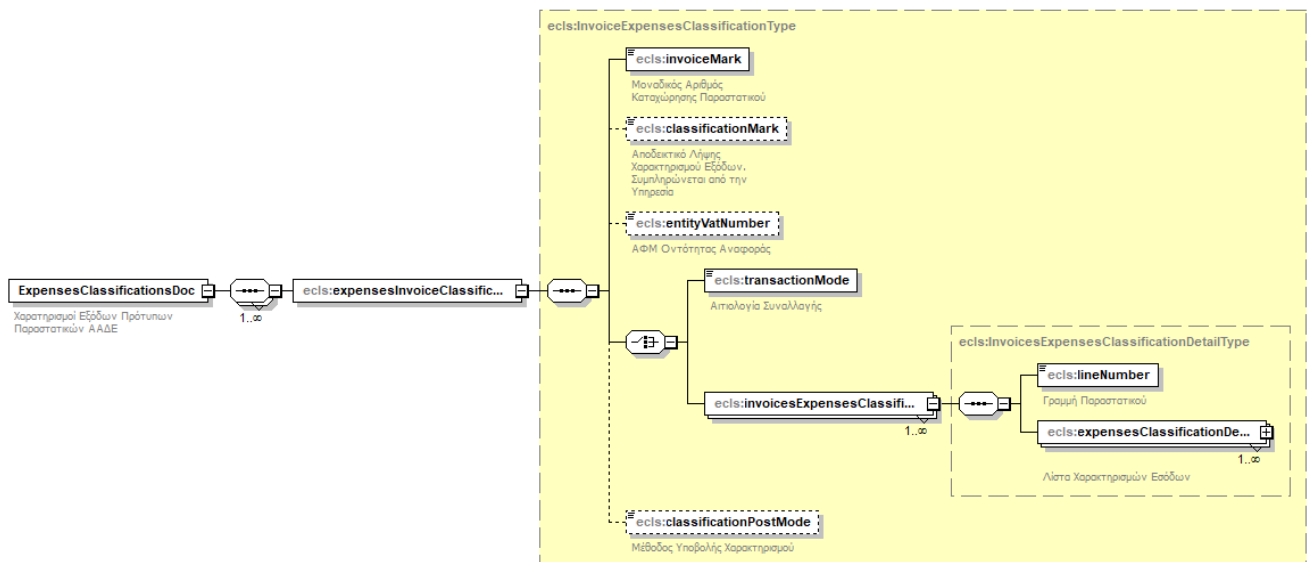 ecls:InvoiceExpensesClassificationType
ecls:invoiceMark
Μοναδικός Αριθμός
Καταχώρησης Παραστατικού
ecls:classificationMark
Αποδεικτικό Λήψης
Χαρακτηρισμού Εξόδων.
Συμπληρώνεται από την
Υπηρεσία
ecls:entityVatNumber
ΑΦΜ Οντότητας Αναφοράς
ExpensesClassificationsDoc
1..∞
Χαρατηρισμοί Εξόδων Πρότυπων
Παραστατικών ΑΑΔΕ
ecls:expensesInvoiceClassific...
ecls:transactionMode
Αιτιολογία Συναλλαγής
ecls:invoicesExpensesClassifi...
1..∞
ecls:InvoicesExpensesClassificationDetailType
ecls:lineNumber
Γραμμή Παραστατικού
ecls:expensesClassificationDe...
1..∞
Λίστα Χαρακτηρισμών Εσόδων
ecls:classificationPostMode
Μέθοδος Υποβολής Χαρακτηρισμού